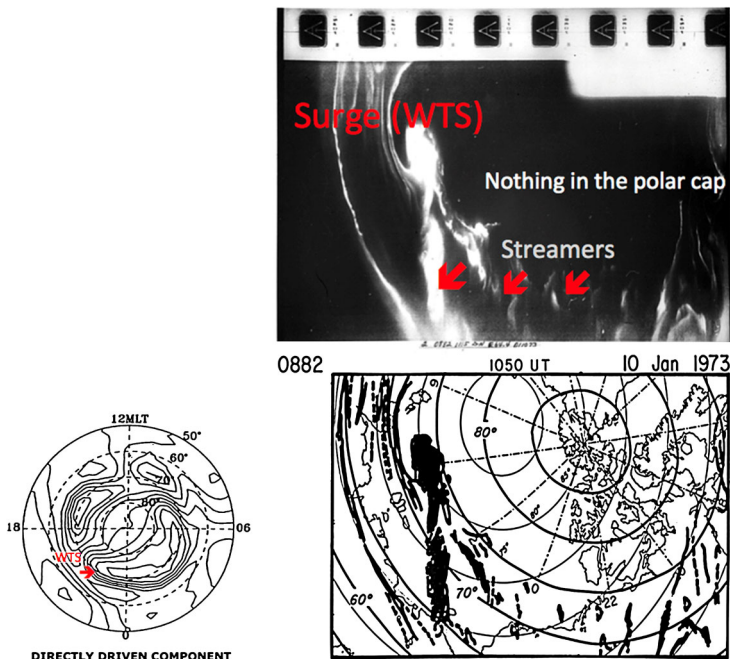 Surge (WTS)
Nothing in the polar cap
Streamers
0882
1050 UT
10 Jan 1973
80°
70°
60°
22
12MLT
50°
60°
70
80°
18
06
WTS
0
DIRECTLY DRIVEN COMPONENT